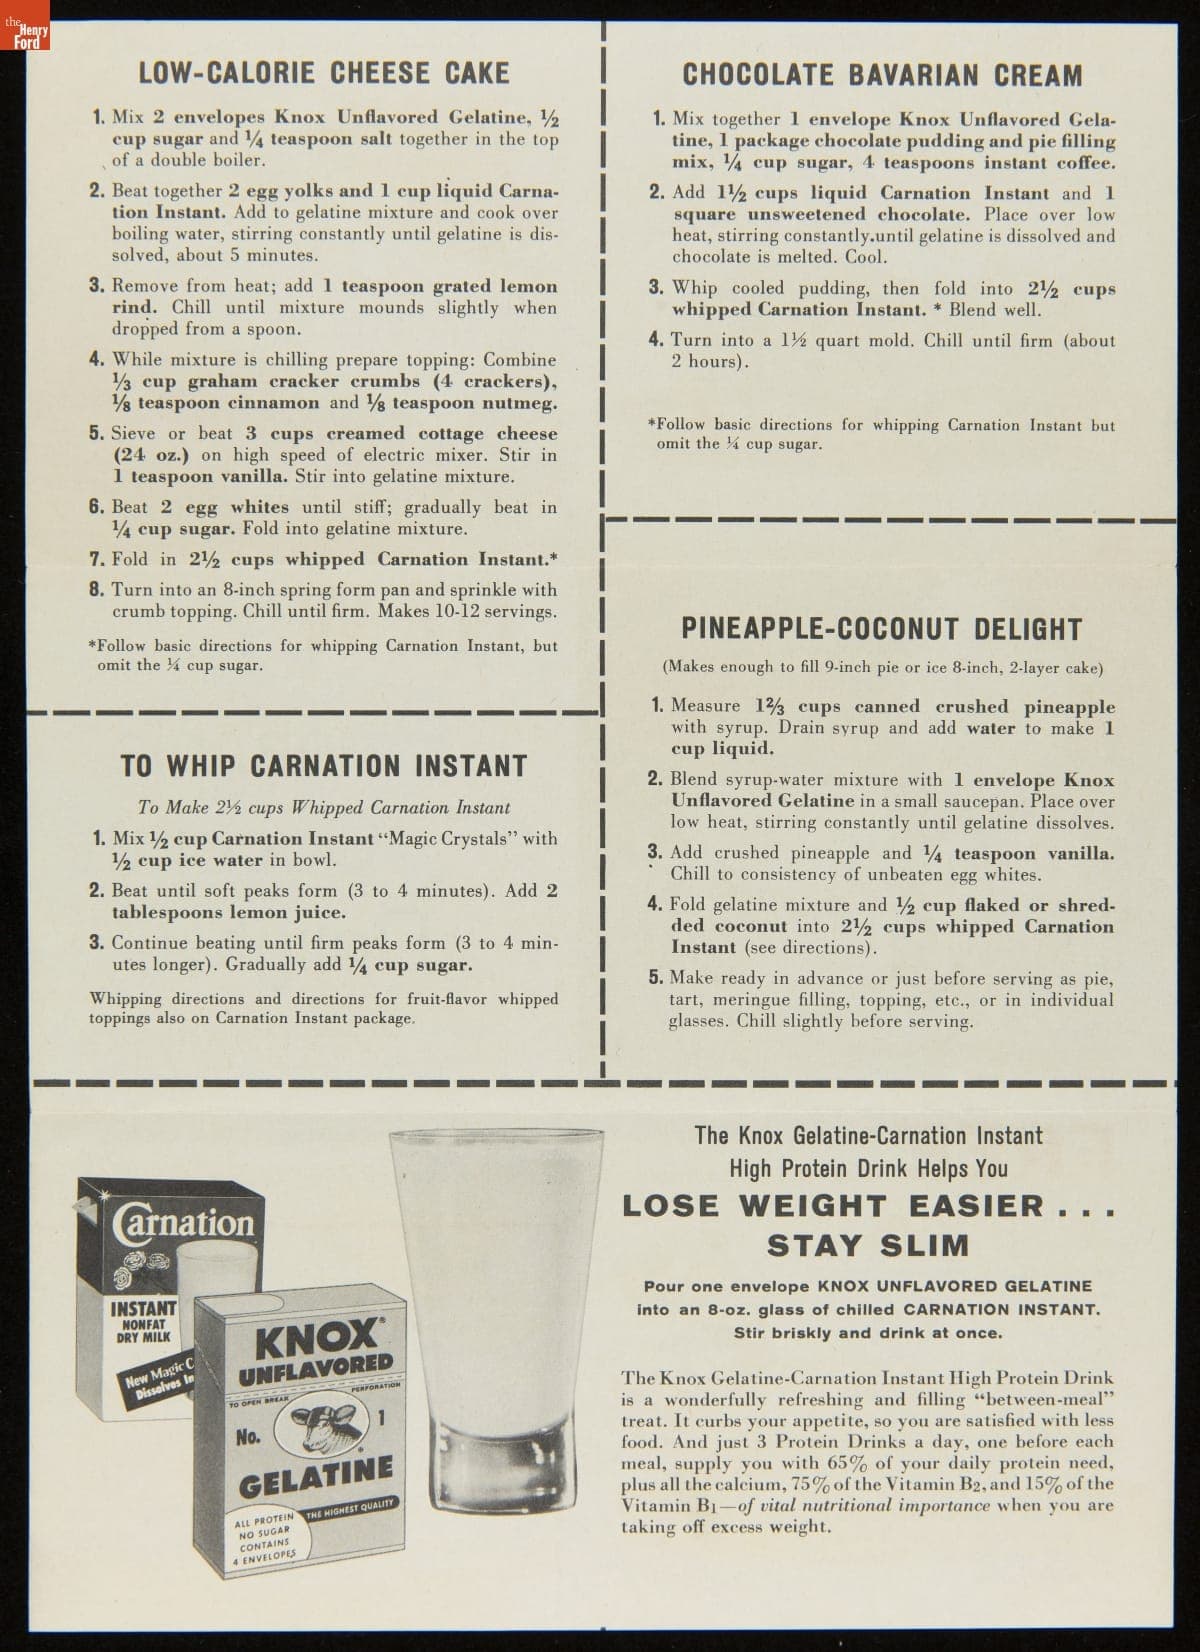 the
Henry
Ford
LOW-CALORIE CHEESE CAKE
1. Mix 2 envelopes Knox Unflavored Gelatine, ½
cup sugar and ¼ teaspoon salt together in the top
of a double boiler.
2. Beat together 2 egg yolks and 1 cup liquid Carna-
tion Instant. Add to gelatine mixture and cook over
boiling water, stirring constantly until gelatine is dis-
solved, about 5 minutes.
3. Remove from heat; add 1 teaspoon grated lemon
rind. Chill until mixture mounds slightly when
dropped from a spoon.
4. While mixture is chilling prepare topping: Combine
⅓ cup graham cracker crumbs (4 crackers),
⅛ teaspoon cinnamon and ⅛ teaspoon nutmeg.
5. Sieve or beat 3 cups creamed cottage cheese
(24 oz.) on high speed of electric mixer. Stir in
1 teaspoon vanilla. Stir into gelatine mixture.
6. Beat 2 egg whites until stiff; gradually beat in
¼ cup sugar. Fold into gelatine mixture.
7. Fold in 2½ cups whipped Carnation Instant.*
8. Turn into an 8-inch spring form pan and sprinkle with
crumb topping. Chill until firm. Makes 10-12 servings.
*Follow basic directions for whipping Carnation Instant, but
omit the ¼ cup sugar.
TO WHIP CARNATION INSTANT
To Make 2½ cups Whipped Carnation Instant
1. Mix ½ cup Carnation Instant “Magic Crystals” with
½ cup ice water in bowl.
2. Beat until soft peaks form (3 to 4 minutes). Add 2
tablespoons lemon juice.
3. Continue beating until firm peaks form (3 to 4 min-
utes longer). Gradually add ¼ cup sugar.
Whipping directions and directions for fruit-flavor whipped
toppings also on Carnation Instant package.
CHOCOLATE BAVARIAN CREAM
1. Mix together 1 envelope Knox Unflavored Gela-
tine, 1 package chocolate pudding and pie filling
mix, ¼ cup sugar, 4 teaspoons instant coffee.
2. Add 1½ cups liquid Carnation Instant and 1
square unsweetened chocolate. Place over low
heat, stirring constantly.until gelatine is dissolved and
chocolate is melted. Cool.
3. Whip cooled pudding, then fold into 2½ cups
whipped Carnation Instant. * Blend well.
4. Turn into a 1½ quart mold. Chill until firm (about
2 hours).
*Follow basic directions for whipping Carnation Instant but
omit the ¼ cup sugar.
PINEAPPLE-COCONUT DELIGHT
(Makes enough to fill 9-inch pie or ice 8-inch, 2-layer cake)
1. Measure 1⅔ cups canned crushed pineapple
with syrup. Drain syrup and add water to make 1
cup liquid.
2. Blend syrup-water mixture with 1 envelope Knox
Unflavored Gelatine in a small saucepan. Place over
low heat, stirring constantly until gelatine dissolves.
3. Add crushed pineapple and ¼ teaspoon vanilla.
Chill to consistency of unbeaten egg whites.
4. Fold gelatine mixture and ½ cup flaked or shred-
ded coconut into 2½ cups whipped Carnation
Instant (see directions).
5. Make ready in advance or just before serving as pie,
tart, meringue filling, topping, etc., or in individual
glasses. Chill slightly before serving.
Carnation
INSTANT
NONFAT
DRY MILK
New Magic C
Dissolves In
KNOX®
UNFLAVORED
TO OPEN BREAK PERFORATION
No. 1
®
GELATINE
THE HIGHEST QUALITY
ALL PROTEIN
NO SUGAR
CONTAINS
4 ENVELOPES
The Knox Gelatine-Carnation Instant
High Protein Drink Helps You
LOSE WEIGHT EASIER . . .
STAY SLIM
Pour one envelope KNOX UNFLAVORED GELATINE
into an 8-oz. glass of chilled CARNATION INSTANT.
Stir briskly and drink at once.
The Knox Gelatine-Carnation Instant High Protein Drink
is a wonderfully refreshing and filling “between-meal”
treat. It curbs your appetite, so you are satisfied with less
food. And just 3 Protein Drinks a day, one before each
meal, supply you with 65% of your daily protein need,
plus all the calcium, 75% of the Vitamin B2, and 15% of the
Vitamin B1—of vital nutritional importance when you are
taking off excess weight.